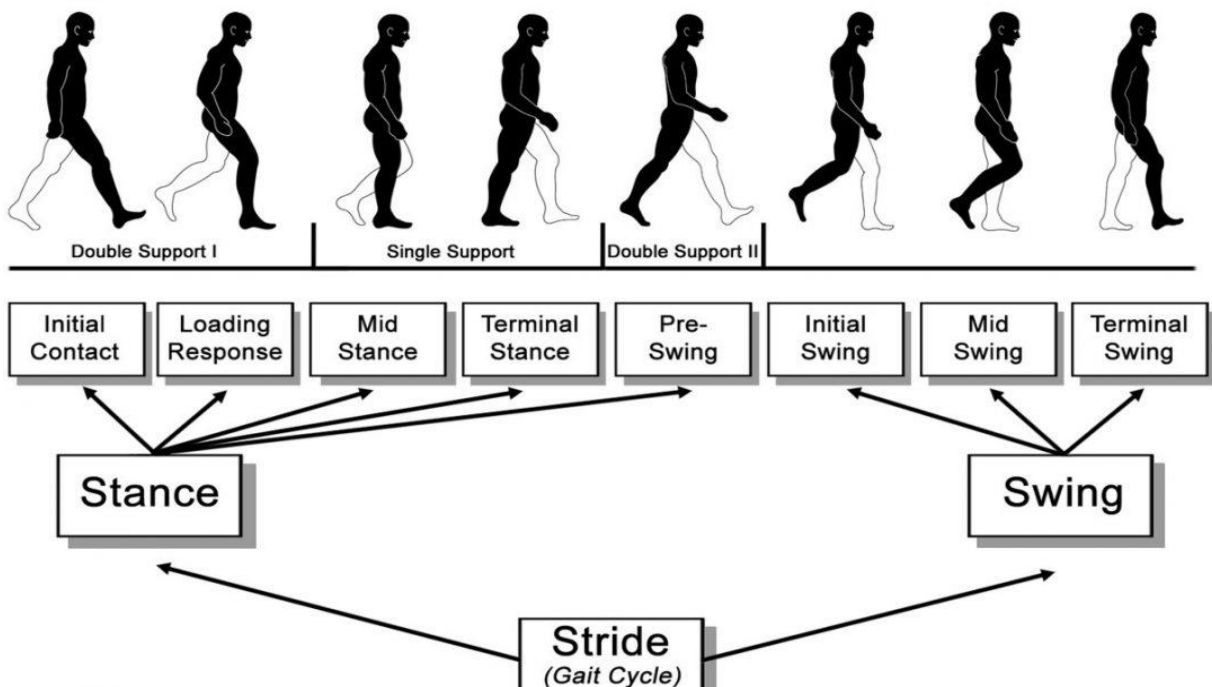 Double Support I
Single Support
Double Support II
Initial
Contact
Loading
Response
Mid
Stance
Terminal
Stance
Pre-
Swing
Initial
Swing
Mid
Swing
Terminal
Swing
Stance
Swing
Stride
(Gait Cycle)